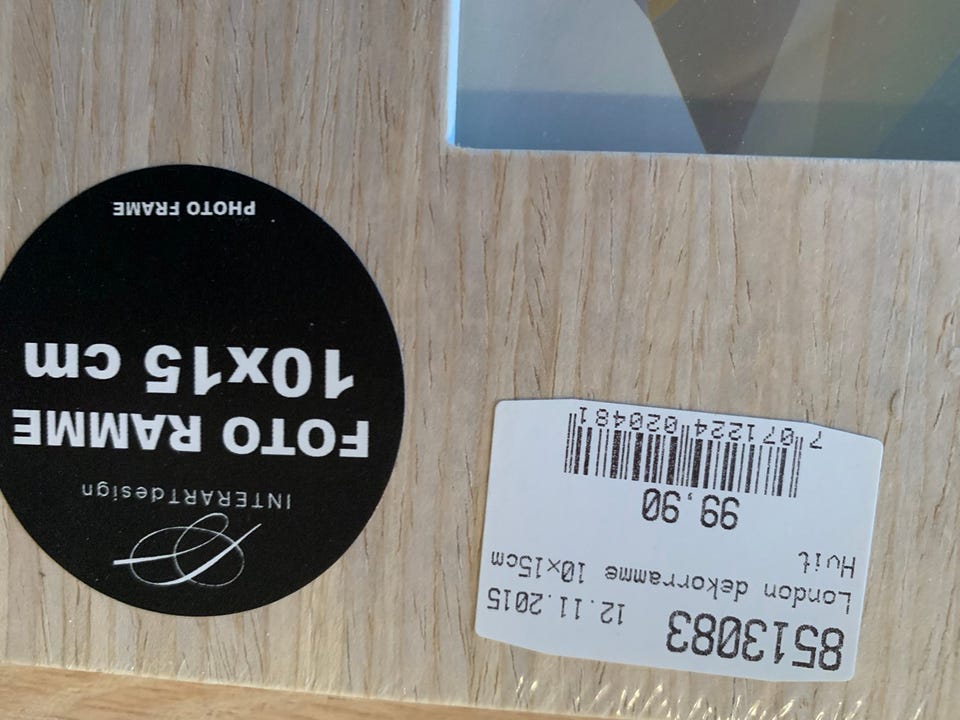 INTERARTdesign
FOTO RAMME
10x15 cm
PHOTO FRAME
8513083 12.11.2015
London dekorramme 10x15cm
Hvit
99,90
7 071224 020481